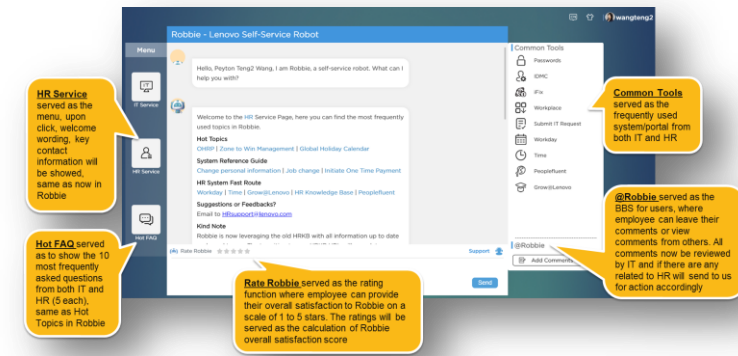 wangteng2
Robbie - Lenovo Self-Service Robot
Menu
IT Service
HR Service
Hot FAQ
Hello, Peyton Teng2 Wang, I am Robbie, a self-service robot. What can I
help you with?
Welcome to the HR Service Page, here you can find the most frequently
used topics in Robbie.
Hot Topics
OHRP | Zone to Win Management | Global Holiday Calendar
System Reference Guide
Change personal information | Job change | Initiate One Time Payment
HR System Fast Route
Workday | Time | Grow@Lenovo | HR Knowledge Base | Peoplefluent
Suggestions or Feedbacks?
Email to HRsupport@lenovo.com
Kind Note
Robbie is now leveraging the old HRKB with all information up to date
Rate Robbie
Support
Send
Common Tools
Passwords
IDMC
iFix
Workplace
Submit IT Request
Workday
Time
Peoplefluent
Grow@Lenovo
@Robbie
Add Comments
HR Service
served as the
menu, upon
click, welcome
wording, key
contact
information will
be showed,
same as now in
Robbie
Hot FAQ served
as to show the 10
most frequently
asked questions
from both IT and
HR (5 each),
same as Hot
Topics in Robbie
Rate Robbie served as the rating
function where employee can provide
their overall satisfaction to Robbie on a
scale of 1 to 5 stars. The ratings will be
served as the calculation of Robbie
overall satisfaction score
Common Tools
served as the
frequently used
system/portal from
both IT and HR
@Robbie served as the
BBS for users, where
employee can leave their
comments or view
comments from others. All
comments now be reviewed
by IT and if there are any
related to HR will send to us
for action accordingly